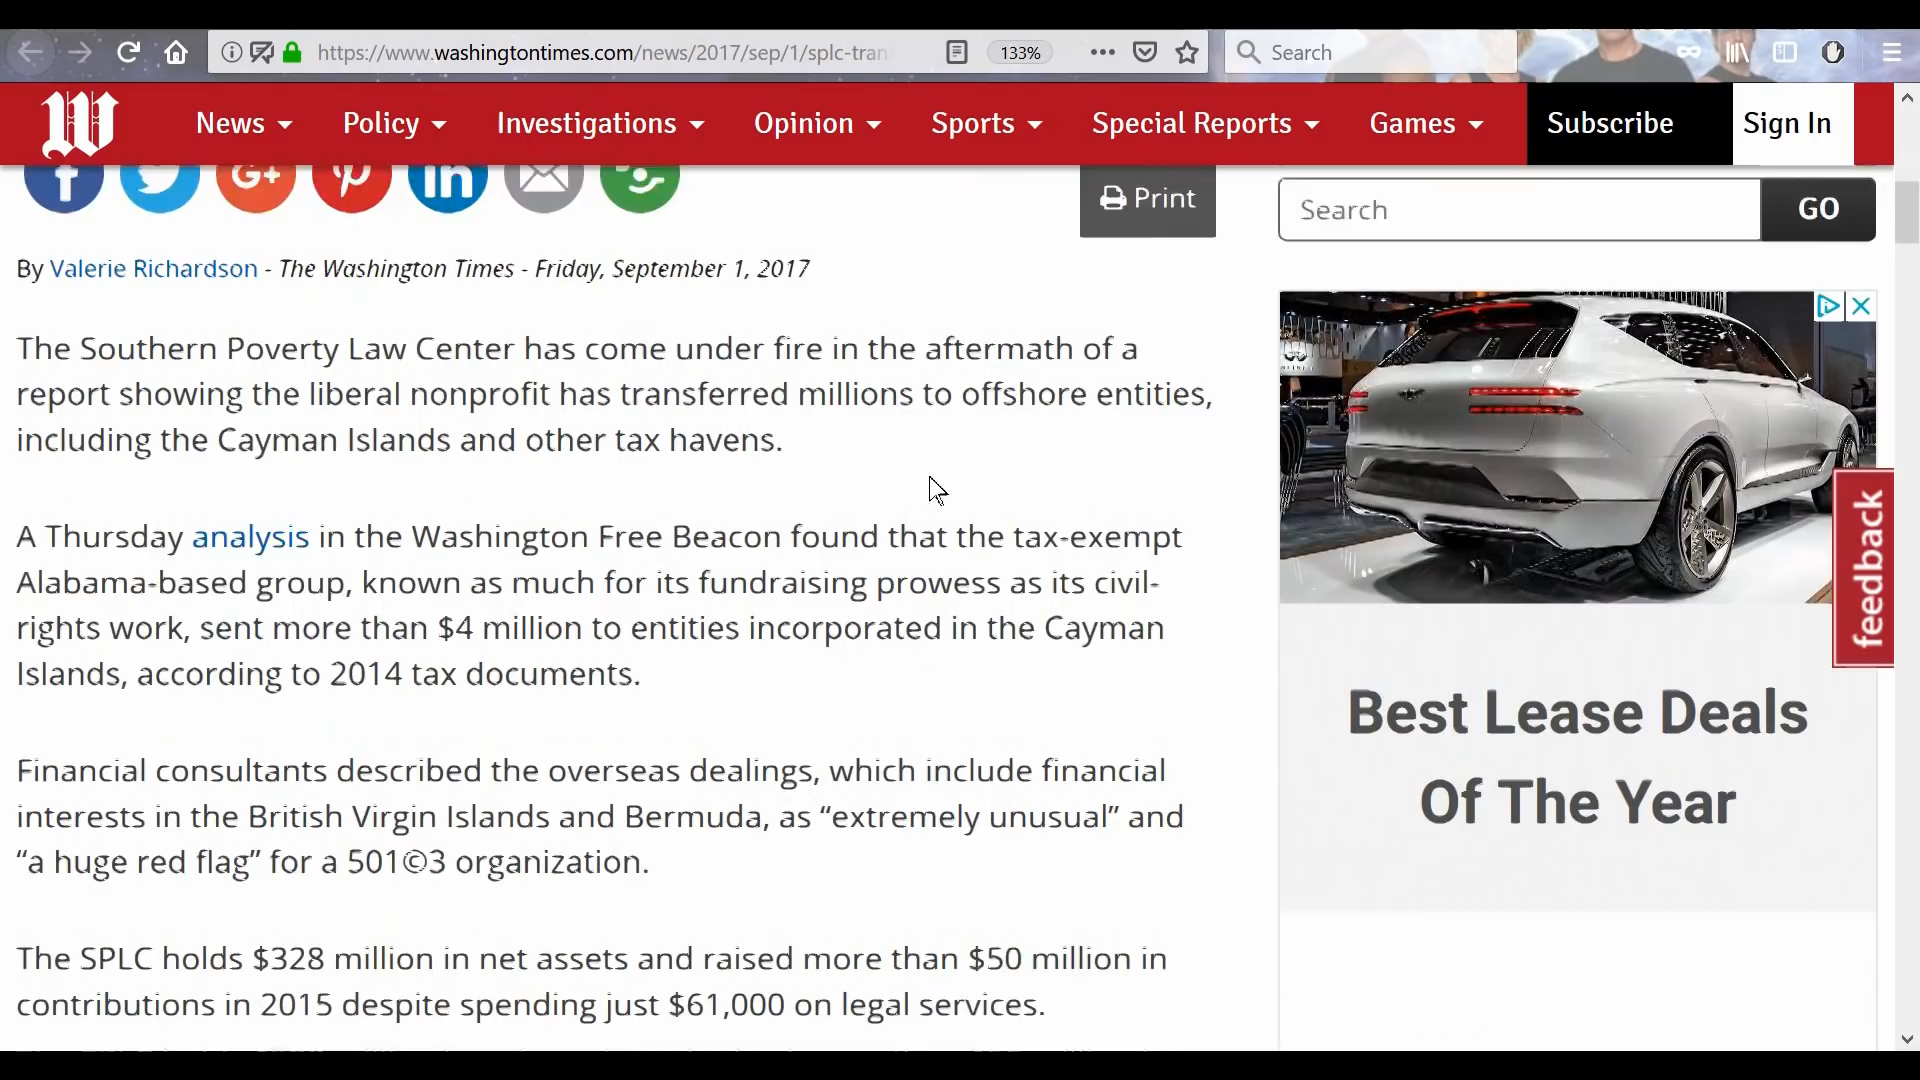 https://www.washingtontimes.com/news/2017/sep/1/splc-tran
133%
Search
W
News
Policy
Investigations
Opinion
Sports
Special Reports
Games
Subscribe
Sign In
f
G+
in
Print
Search
GO
By Valerie Richardson - The Washington Times - Friday, September 1, 2017
The Southern Poverty Law Center has come under fire in the aftermath of a
report showing the liberal nonprofit has transferred millions to offshore entities,
including the Cayman Islands and other tax havens.
A Thursday analysis in the Washington Free Beacon found that the tax-exempt
Alabama-based group, known as much for its fundraising prowess as its civil-
rights work, sent more than $4 million to entities incorporated in the Cayman
Islands, according to 2014 tax documents.
Financial consultants described the overseas dealings, which include financial
interests in the British Virgin Islands and Bermuda, as “extremely unusual” and
“a huge red flag” for a 501©3 organization.
The SPLC holds $328 million in net assets and raised more than $50 million in
contributions in 2015 despite spending just $61,000 on legal services.
feedback
Best Lease Deals
Of The Year